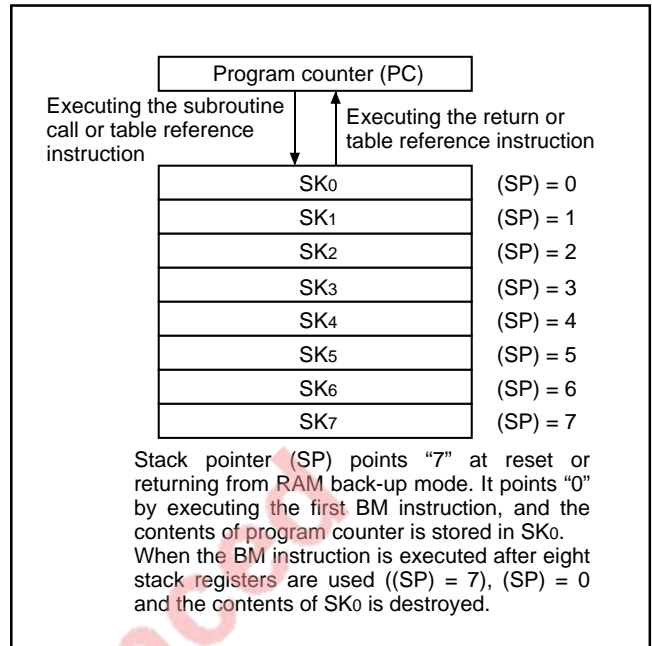 Program counter (PC)
Executing the subroutine
call or table reference
instruction
Executing the return or
table reference instruction
SK0 (SP) = 0
SK1 (SP) = 1
SK2 (SP) = 2
SK3 (SP) = 3
SK4 (SP) = 4
SK5 (SP) = 5
SK6 (SP) = 6
SK7 (SP) = 7
Stack pointer (SP) points “7” at reset or
returning from RAM back-up mode. It points “0”
by executing the first BM instruction, and the
contents of program counter is stored in SK0.
When the BM instruction is executed after eight
stack registers are used ((SP) = 7), (SP) = 0
and the contents of SK0 is destroyed.